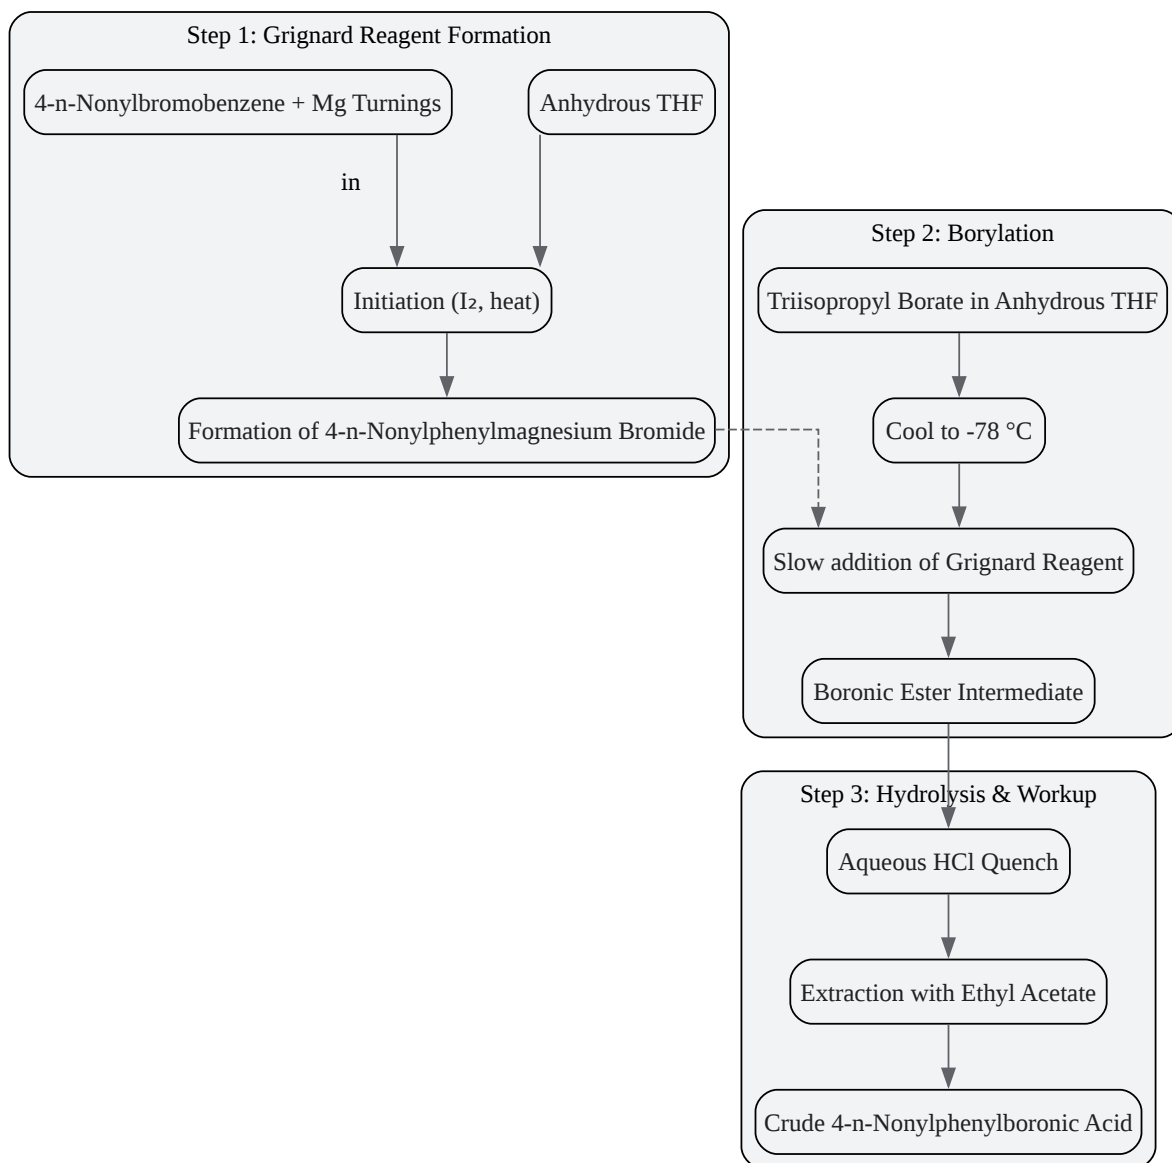 Step 1: Grignard Reagent Formation
4-n-Nonylbromobenzene + Mg Turnings
Anhydrous THF
in
Initiation (I₂, heat)
Formation of 4-n-Nonylphenylmagnesium Bromide
Step 2: Borylation
Triisopropyl Borate in Anhydrous THF
Cool to -78 °C
Slow addition of Grignard Reagent
Boronic Ester Intermediate
Step 3: Hydrolysis & Workup
Aqueous HCl Quench
Extraction with Ethyl Acetate
Crude 4-n-Nonylphenylboronic Acid